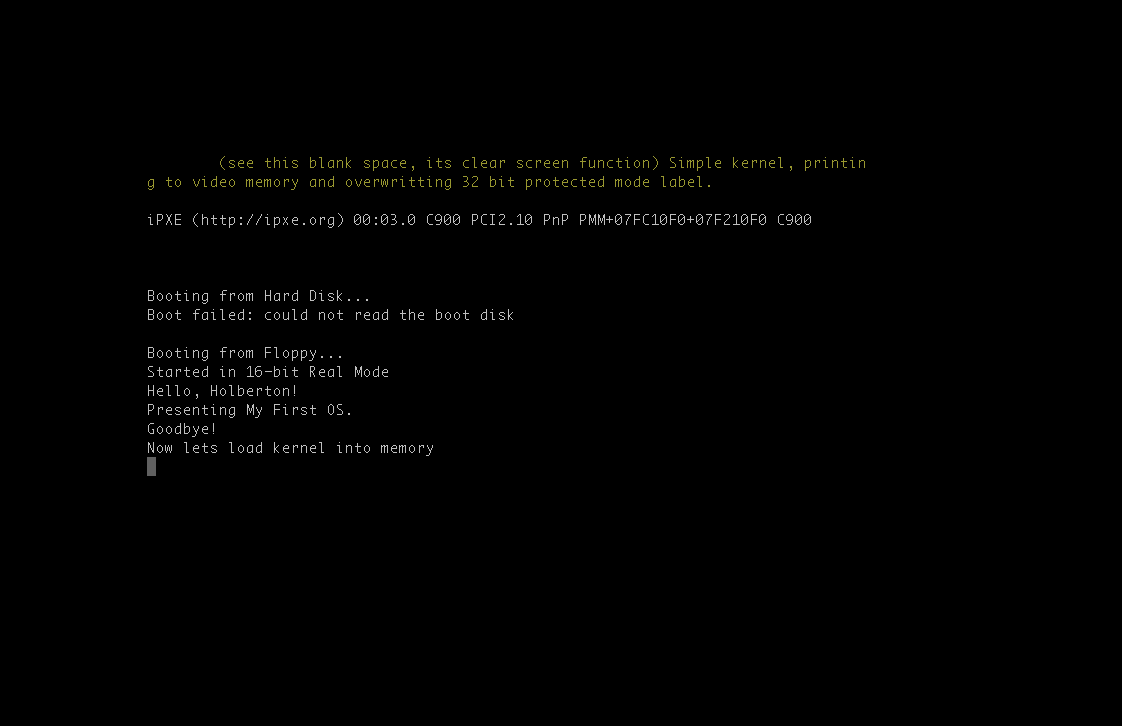 (see this blank space, its clear screen function) Simple kernel, printin
g to video memory and overwritting 32 bit protected mode label.
iPXE (http://ipxe.org) 00:03.0 C900 PCI2.10 PnP PMM+07FC10F0+07F210F0 C900
Booting from Hard Disk...
Boot failed: could not read the boot disk
Booting from Floppy...
Started in 16-bit Real Mode
Hello, Holberton!
Presenting My First OS.
Goodbye!
Now lets load kernel into memory